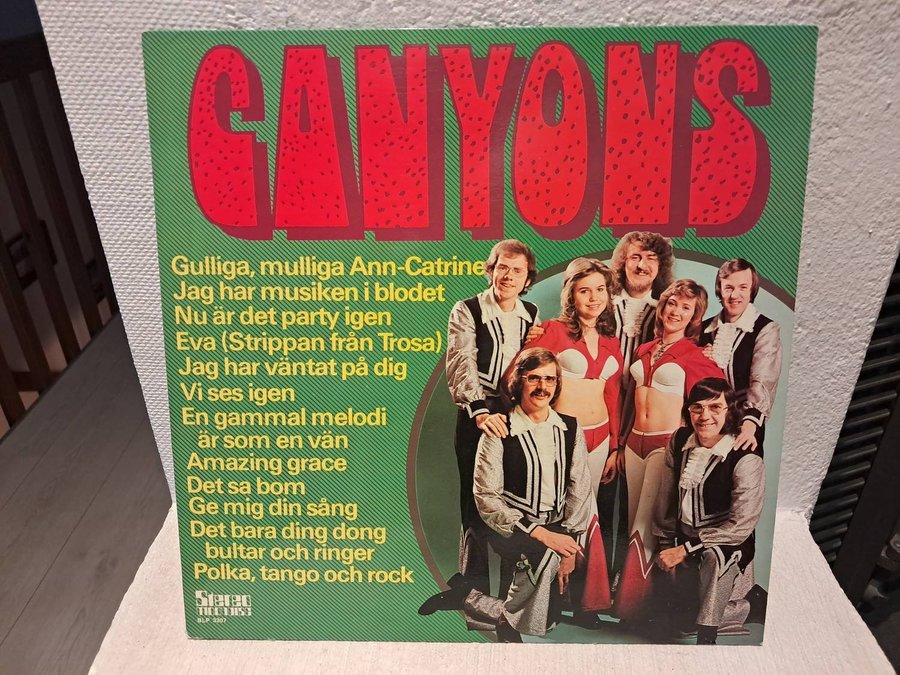 CANYONS
Gulliga, mulliga Ann-Catrine
Jag har musiken i blodet
Nu är det party igen
Eva (Strippan från Trosa)
Jag har väntat på dig
Vi ses igen
En gammal melodi
är som en vän
Amazing grace
Det sa bom
Ge mig din sång
Det bara ding dong
bultar och ringer
Polka, tango och rock
Stereo
BLP 3207